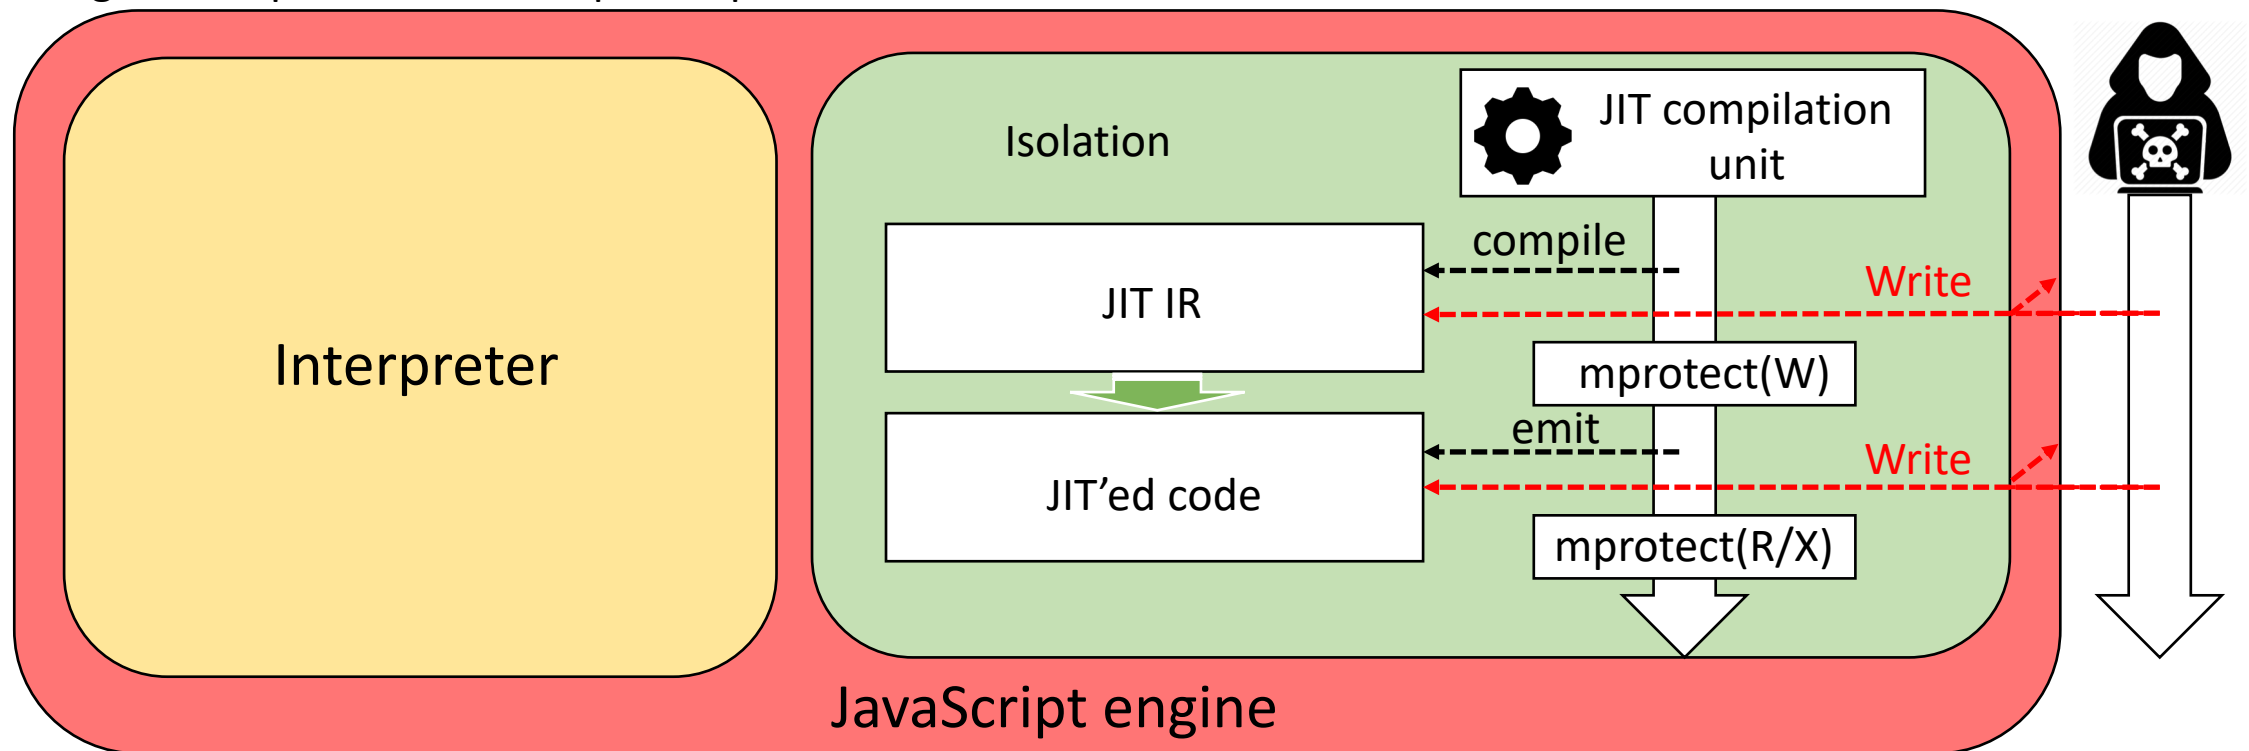 Isolation
JIT compilation
unit
compile
Write
JIT IR
Interpreter
mprotect(W)
emit
Write
JIT’ed code
mprotect(R/X)
JavaScript engine